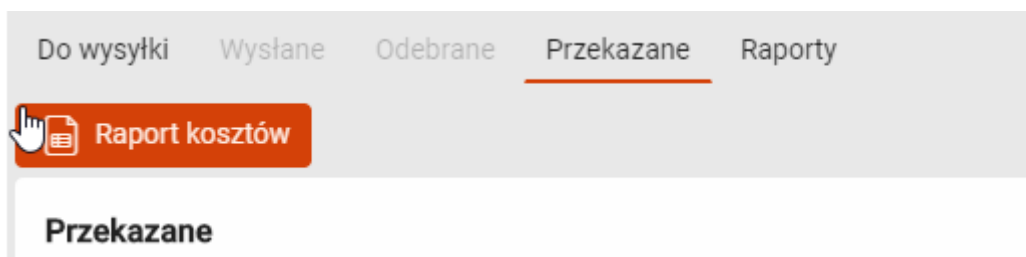 Do wysyłki Wysłane Odebrane Przekazane Raporty
Raport kosztów
Przekazane